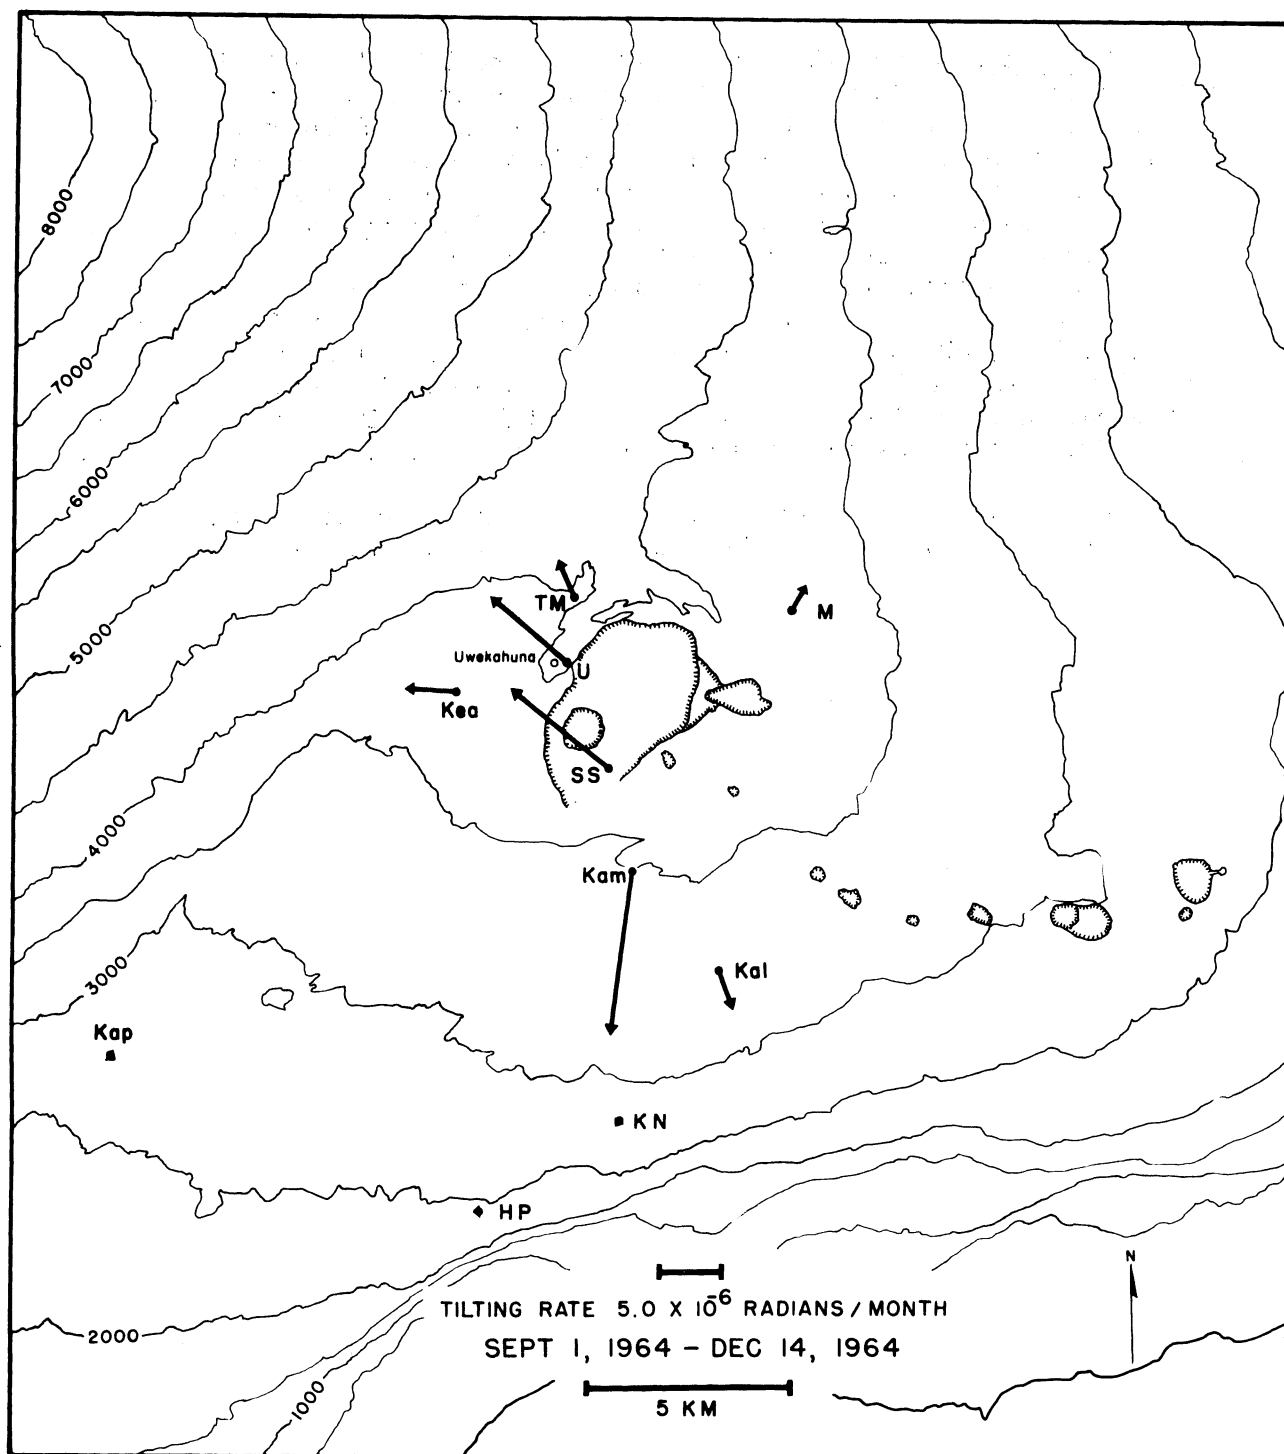 8000
7000
6000
TM
M
5000
Uwekahuna
U
Kea
SS
4000
Kam
3000
Kal
Kap
KN
HP
N
TILTING RATE 5.0 X 10-6 RADIANS / MONTH
2000
SEPT 1, 1964 – DEC 14, 1964
1000
5 KM